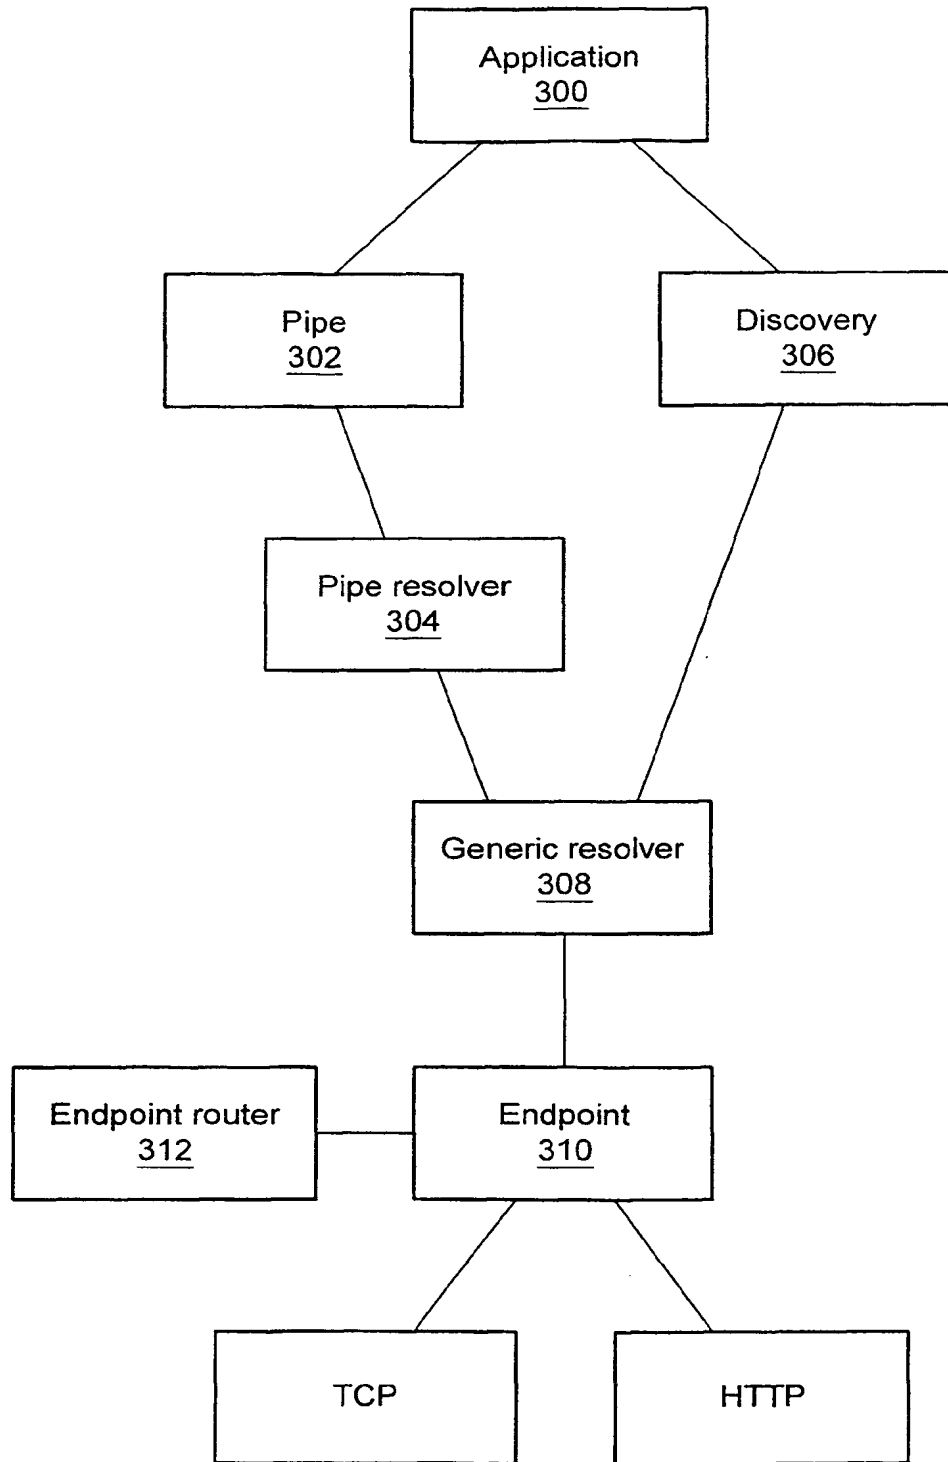 Application
300
Pipe
302
Discovery
306
Pipe resolver
304
Generic resolver
308
Endpoint router
312
Endpoint
310
TCP
HTTP